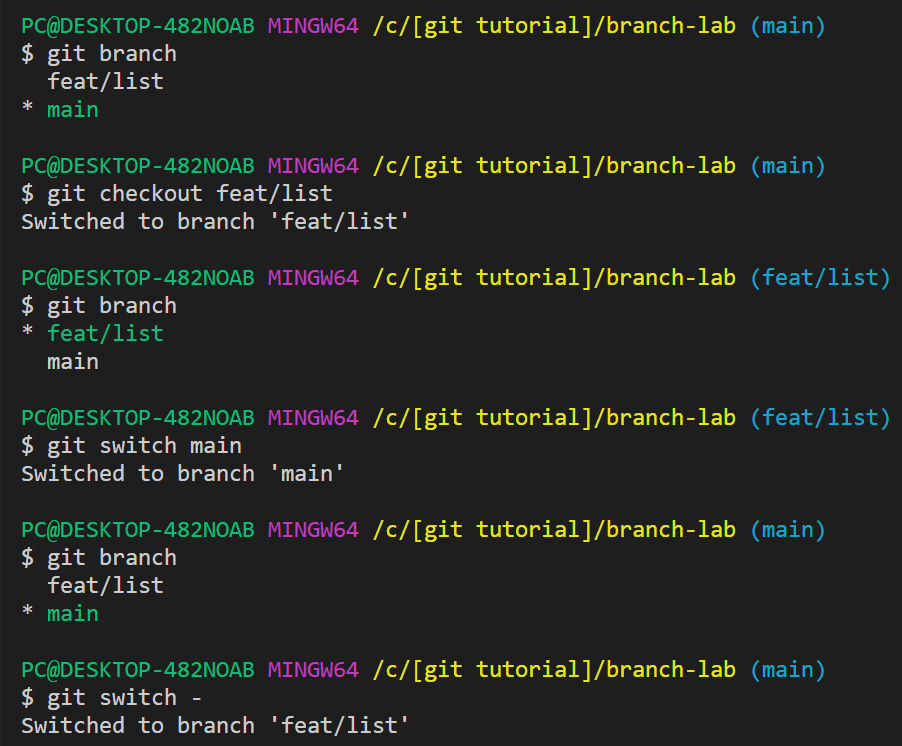 PC@DESKTOP-482NOAB MINGW64 /c/[git tutorial]/branch-lab (main)
$ git branch
  feat/list
* main

PC@DESKTOP-482NOAB MINGW64 /c/[git tutorial]/branch-lab (main)
$ git checkout feat/list
Switched to branch 'feat/list'

PC@DESKTOP-482NOAB MINGW64 /c/[git tutorial]/branch-lab (feat/list)
$ git branch
* feat/list
  main

PC@DESKTOP-482NOAB MINGW64 /c/[git tutorial]/branch-lab (feat/list)
$ git switch main
Switched to branch 'main'

PC@DESKTOP-482NOAB MINGW64 /c/[git tutorial]/branch-lab (main)
$ git branch
  feat/list
* main

PC@DESKTOP-482NOAB MINGW64 /c/[git tutorial]/branch-lab (main)
$ git switch -
Switched to branch 'feat/list'